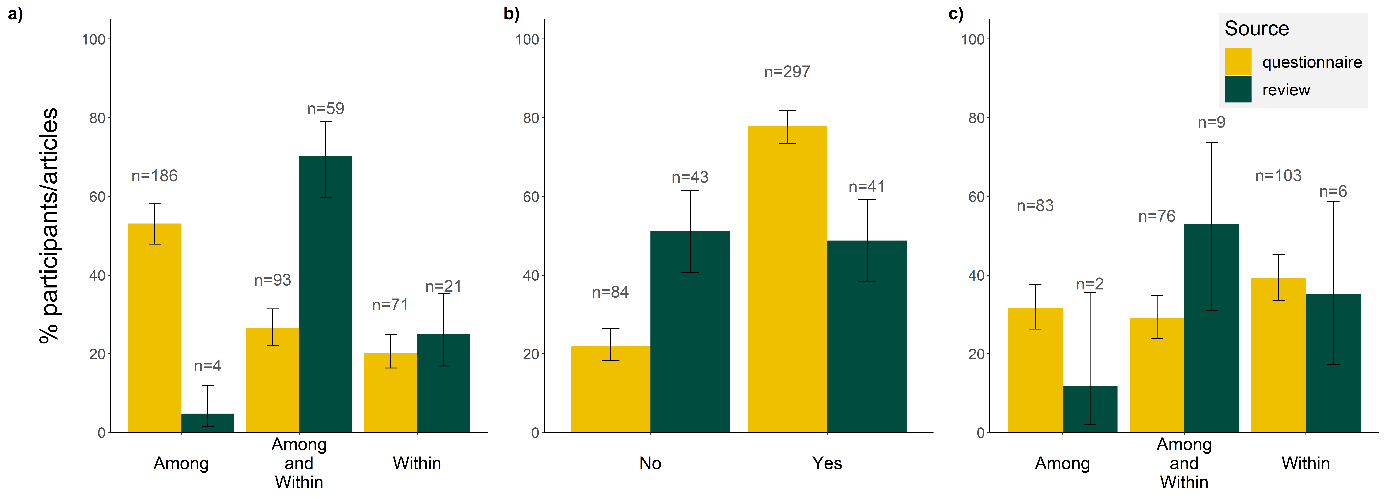 a)
% participants/articles
100
80
60
40
20
0
n=186
n=4
n=93
n=59
n=71
n=21
Among
Among
and
Within
Within
b)
100
80
60
40
20
0
n=84
n=43
n=297
n=41
No
Yes
c)
100
80
60
40
20
0
n=83
n=2
n=76
n=9
n=103
n=6
Among
Among
and
Within
Within
Source
questionnaire
review